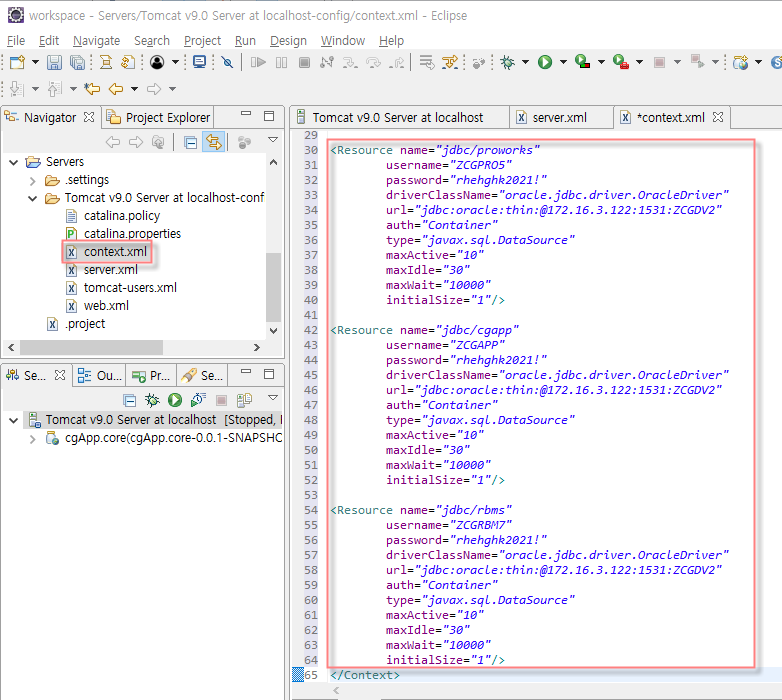 workspace - Servers/Tomcat v9.0 Server at localhost-config/context.xml - Eclipse
File Edit Navigate Search Project Run Design Window Help
Navigator Project Explorer
Servers
.settings
Tomcat v9.0 Server at localhost-conf
catalina.policy
catalina.properties
context.xml
server.xml
tomcat-users.xml
web.xml
.project
Se... Ou... Pr... Se...
Tomcat v9.0 Server at localhost [Stopped,
cgApp.core(cgApp.core-0.0.1-SNAPSHO
Tomcat v9.0 Server at localhost server.xml *context.xml
29
30 <Resource name="jdbc/proworks"
31 username="ZCGPRO5"
32 password="rhehghk2021!"
33 driverClassName="oracle.jdbc.driver.OracleDriver"
34 url="jdbc:oracle:thin:@172.16.3.122:1531:ZCGDV2"
35 auth="Container"
36 type="javax.sql.DataSource"
37 maxActive="10"
38 maxIdle="30"
39 maxWait="10000"
40 initialSize="1"/>
41
42 <Resource name="jdbc/cgapp"
43 username="ZCGAPP"
44 password="rhehghk2021!"
45 driverClassName="oracle.jdbc.driver.OracleDriver"
46 url="jdbc:oracle:thin:@172.16.3.122:1531:ZCGDV2"
47 auth="Container"
48 type="javax.sql.DataSource"
49 maxActive="10"
50 maxIdle="30"
51 maxWait="10000"
52 initialSize="1"/>
53
54 <Resource name="jdbc/rbms"
55 username="ZCGRBM7"
56 password="rhehghk2021!"
57 driverClassName="oracle.jdbc.driver.OracleDriver"
58 url="jdbc:oracle:thin:@172.16.3.122:1531:ZCGDV2"
59 auth="Container"
60 type="javax.sql.DataSource"
61 maxActive="10"
62 maxIdle="30"
63 maxWait="10000"
64 initialSize="1"/>
65 </Context>